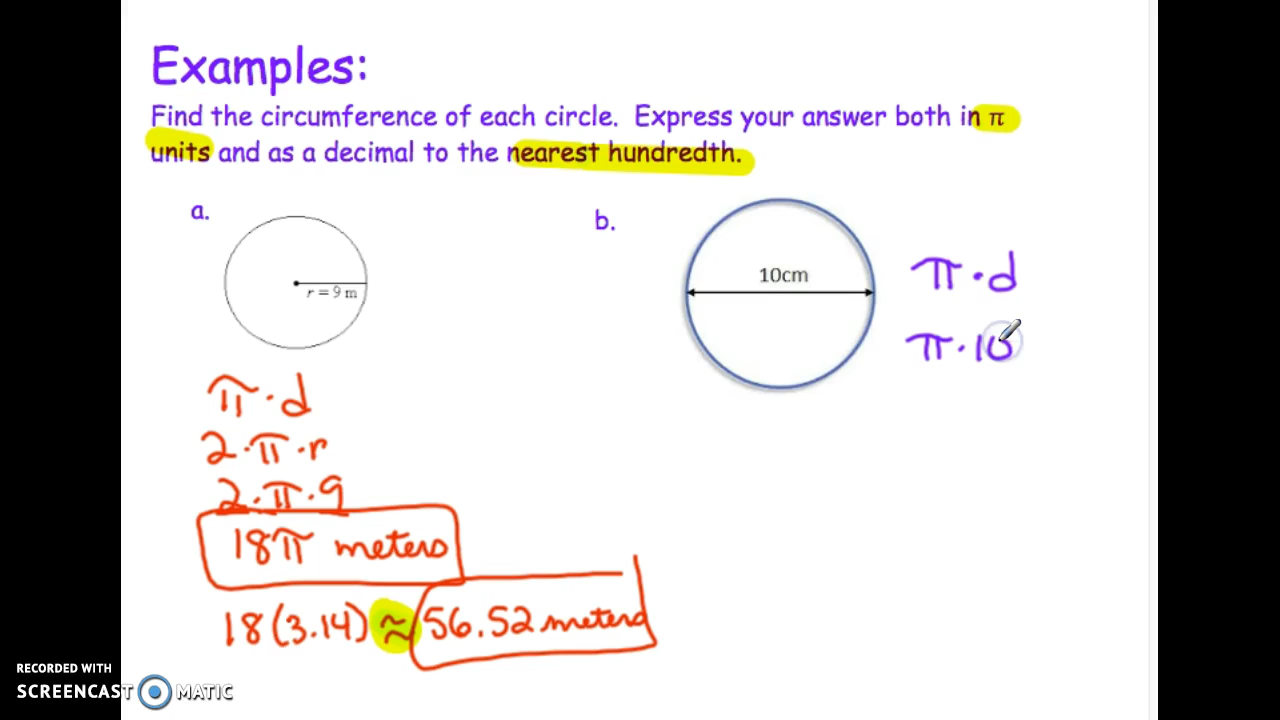 Examples:
Find the circumference of each circle. Express your answer both in π
units and as a decimal to the nearest hundredth.
a.
r = 9 m
π · d
2 · π · r
2 · π · 9
18π meters
18(3.14) ≈ 56.52 meters
b.
10cm
π · d
π · 10
RECORDED WITH
SCREENCAST MATIC